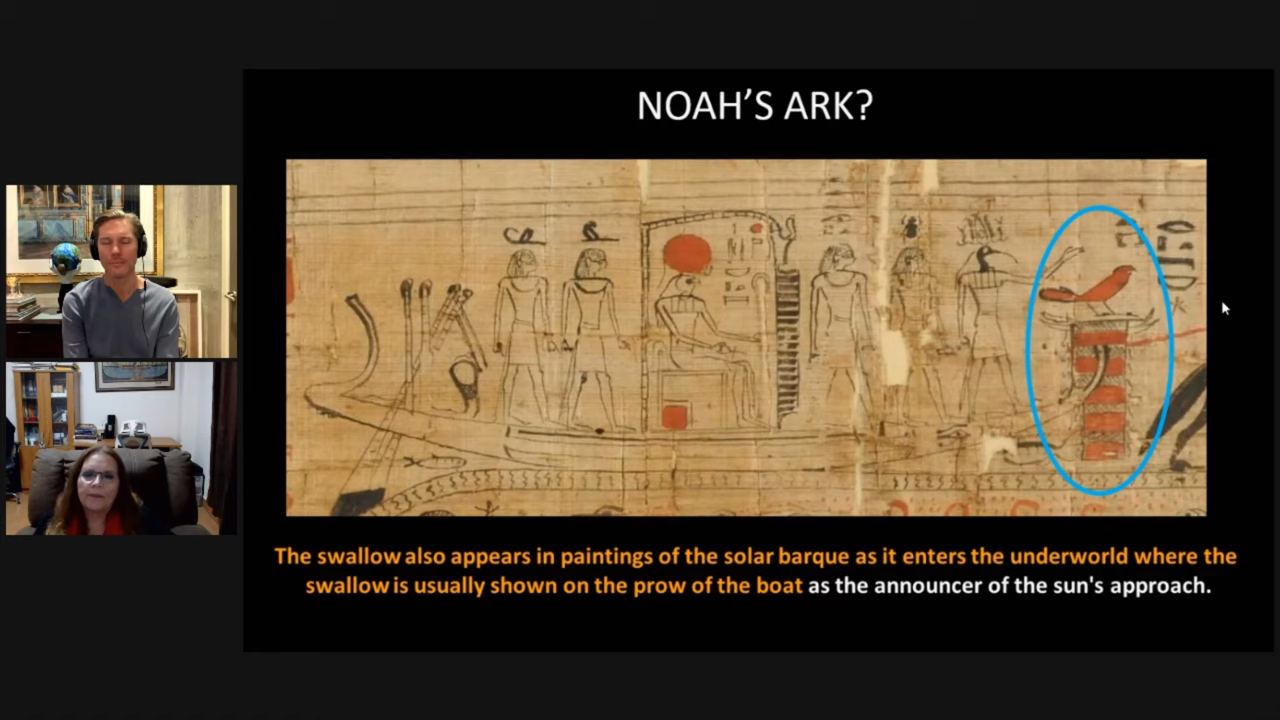 NOAH'S ARK?
The swallow also appears in paintings of the solar barque as it enters the underworld where the
swallow is usually shown on the prow of the boat as the announcer of the sun's approach.